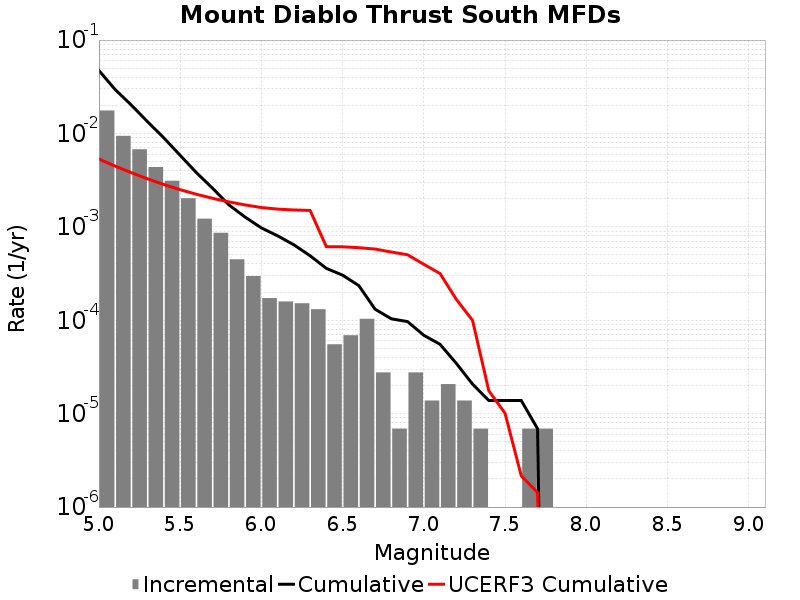 Mount Diablo Thrust South MFDs
10^-1
10^-2
10^-3
10^-4
10^-5
10^-6
Rate (1/yr)
5.0 5.5 6.0 6.5 7.0 7.5 8.0 8.5 9.0
Magnitude
Incremental Cumulative UCERF3 Cumulative